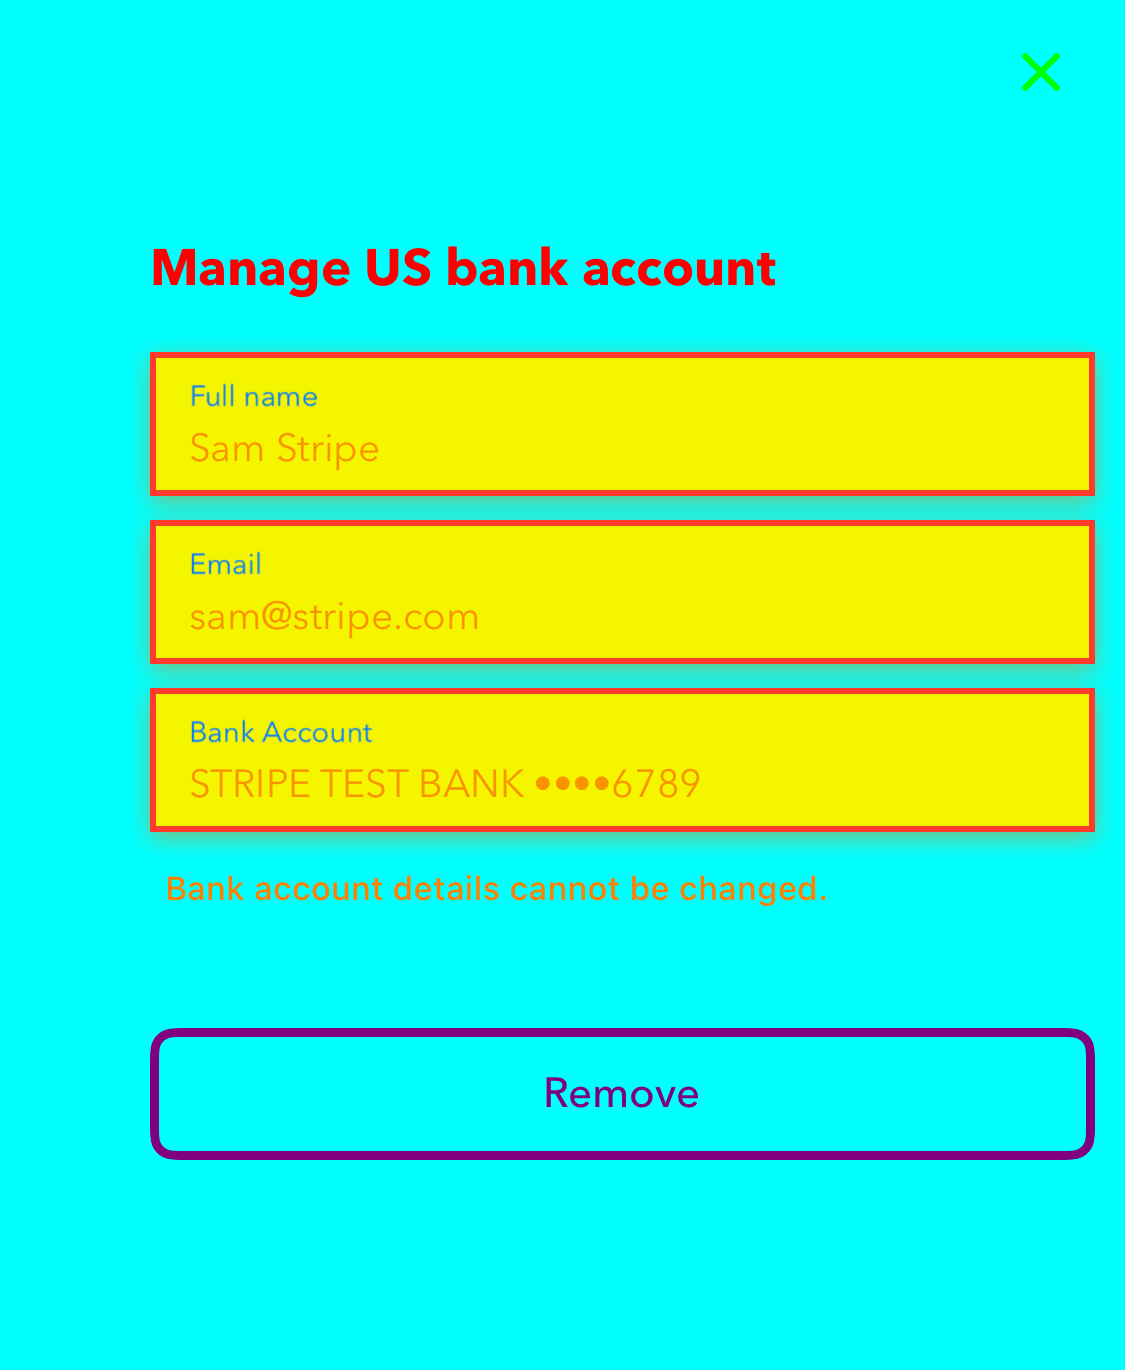 Manage US bank account
Full name
Sam Stripe
Email
sam@stripe.com
Bank Account
STRIPE TEST BANK ••••6789
Bank account details cannot be changed.
Remove